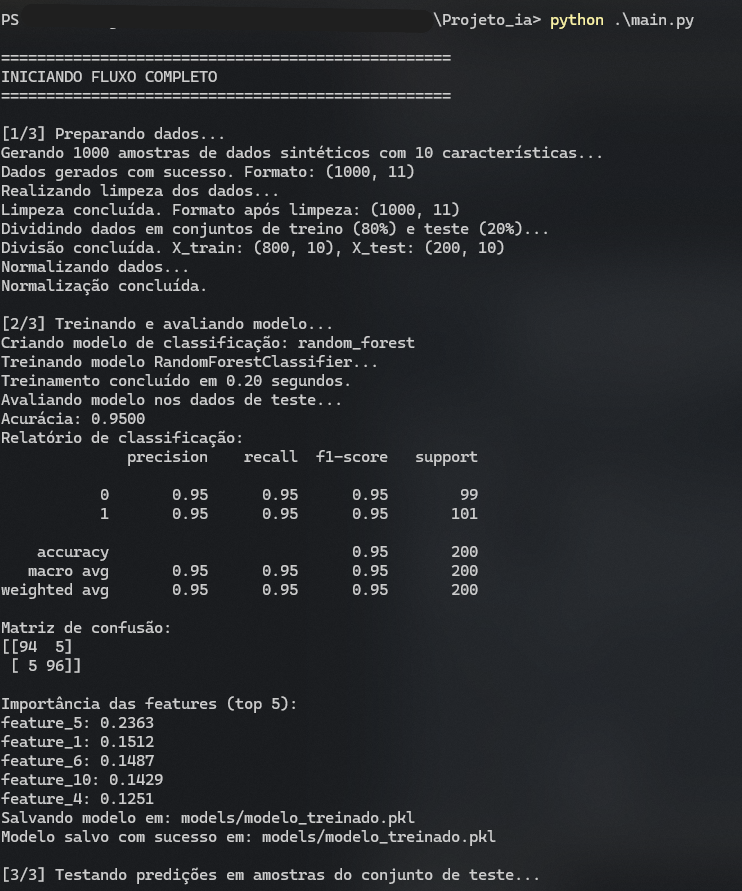 PS \Projeto_ia> python .\main.py
==================================================
INICIANDO FLUXO COMPLETO
==================================================
[1/3] Preparando dados...
Gerando 1000 amostras de dados sintéticos com 10 características...
Dados gerados com sucesso. Formato: (1000, 11)
Realizando limpeza dos dados...
Limpeza concluída. Formato após limpeza: (1000, 11)
Dividindo dados em conjuntos de treino (80%) e teste (20%)...
Divisão concluída. X_train: (800, 10), X_test: (200, 10)
Normalizando dados...
Normalização concluída.
[2/3] Treinando e avaliando modelo...
Criando modelo de classificação: random_forest
Treinando modelo RandomForestClassifier...
Treinamento concluído em 0.20 segundos.
Avaliando modelo nos dados de teste...
Acurácia: 0.9500
Relatório de classificação:
              precision    recall  f1-score   support
           0       0.95      0.95      0.95        99
           1       0.95      0.95      0.95       101
    accuracy                           0.95       200
   macro avg       0.95      0.95      0.95       200
weighted avg       0.95      0.95      0.95       200
Matriz de confusão:
[[94  5]
 [ 5 96]]
Importância das features (top 5):
feature_5: 0.2363
feature_1: 0.1512
feature_6: 0.1487
feature_10: 0.1429
feature_4: 0.1251
Salvando modelo em: models/modelo_treinado.pkl
Modelo salvo com sucesso em: models/modelo_treinado.pkl
[3/3] Testando predições em amostras do conjunto de teste...